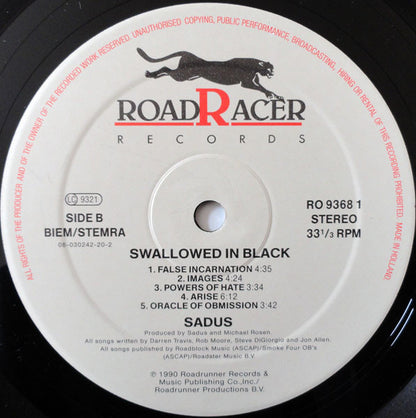 ALL RIGHTS OF THE PRODUCER AND OF THE OWNER OF THE RECORDED WORK RESERVED. UNAUTHORISED COPYING, PUBLIC PERFORMANCE, BROADCASTING, HIRING OR RENTAL OF THIS RECORD PROHIBITED. MADE IN HOLLAND.
ROADRACER
RECORDS
LC 9321
SIDE B
BIEM/STEMRA
08-030242-20-2
RO 9368 1
STEREO
33 1/3 RPM
SWALLOWED IN BLACK
1. FALSE INCARNATION 4:35
2. IMAGES 4:24
3. POWERS OF HATE 3:34
4. ARISE 6:12
5. ORACLE OF OBMISSION 3:42
SADUS
Produced by Sadus and Michael Rosen.
All songs written by Darren Travis, Rob Moore, Steve DiGiorgio and Jon Allen.
All songs published by Roadblock Music (ASCAP)/Smoke Four OB's
(ASCAP)/Roadster Music B.V.
℗ © 1990 Roadrunner Records &
Music Publishing Co., Inc./
Roadrunner Productions B.V.